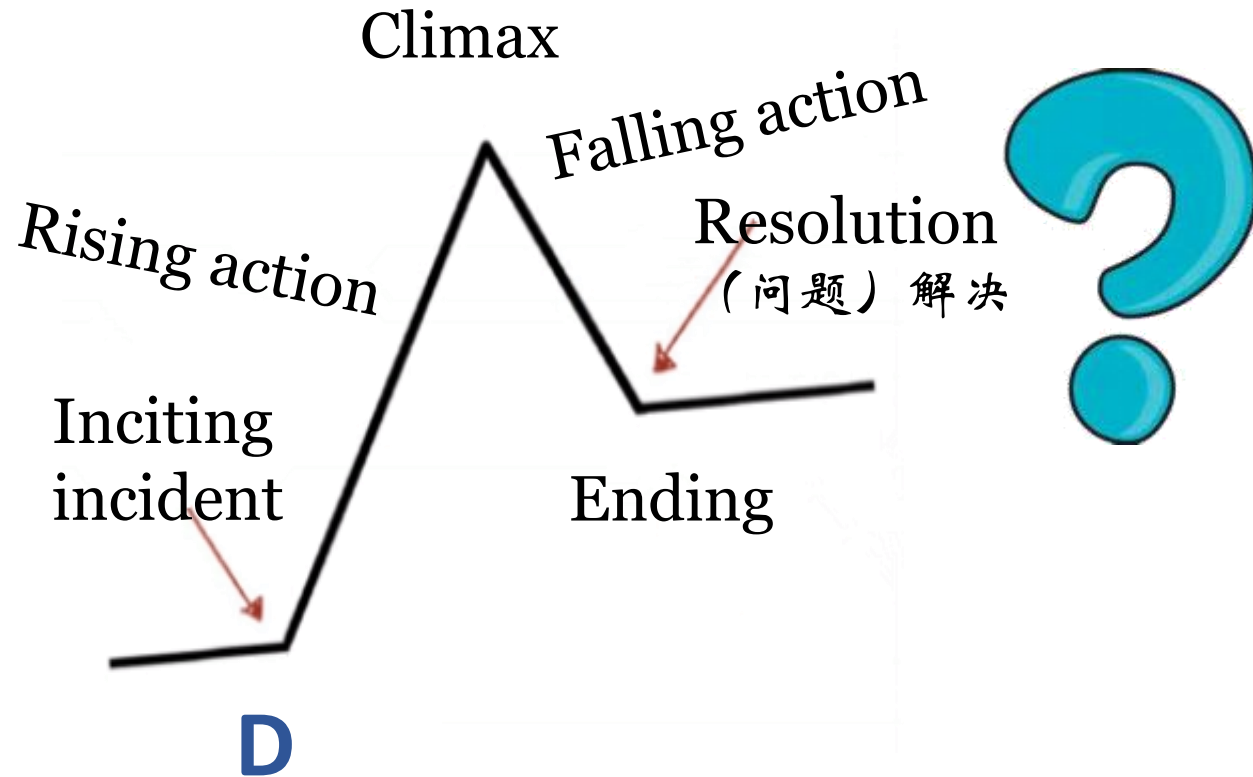 Climax
Falling action
Rising action
Resolution
（问题）解决
Inciting
incident
Ending
D